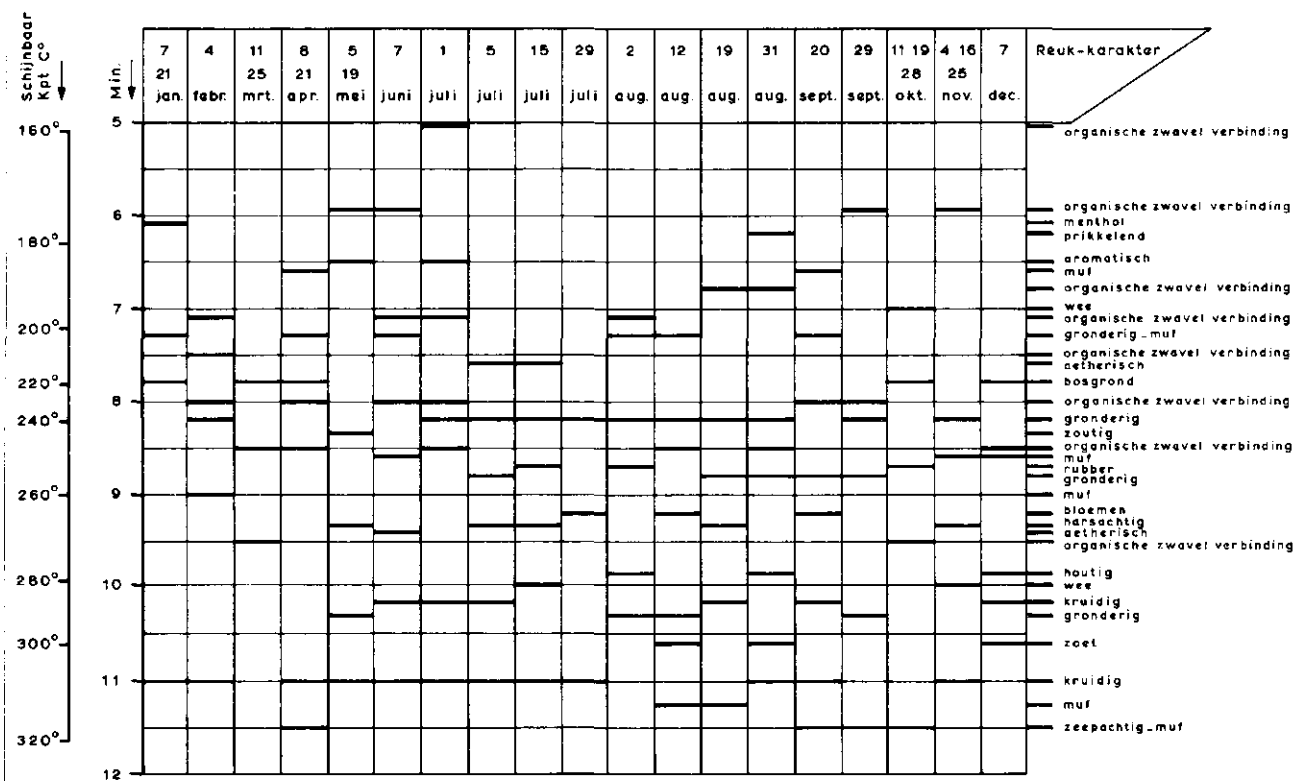 Schijnbaar
Kpt C°
Min.
7 4 11 8 5 7 1 5 15 29 2 12 19 31 20 29 11 19 4 16 7 Reuk-karakter
21 25 21 19 28 25
jan. febr. mrt. apr. mei juni juli juli juli juli aug. aug. aug. aug. sept. sept. okt. nov. dec.
5
160° organische zwavel verbinding
organische zwavel verbinding
6
menthol
prikkelend
180°
aromatisch
muf
organische zwavel verbinding
7 wee
organische zwavel verbinding
200° gronderig_muf
organische zwavel verbinding
aetherisch
220° bosgrond
8 organische zwavel verbinding
240° gronderig
zoutig
organische zwavel verbinding
muf
rubber
gronderig
260° 9 muf
bloemen
harsachtig
aetherisch
organische zwavel verbinding
280° houtig
10 wee
kruidig
gronderig
300° zoet
11 kruidig
muf
zeepachtig_muf
320°
12